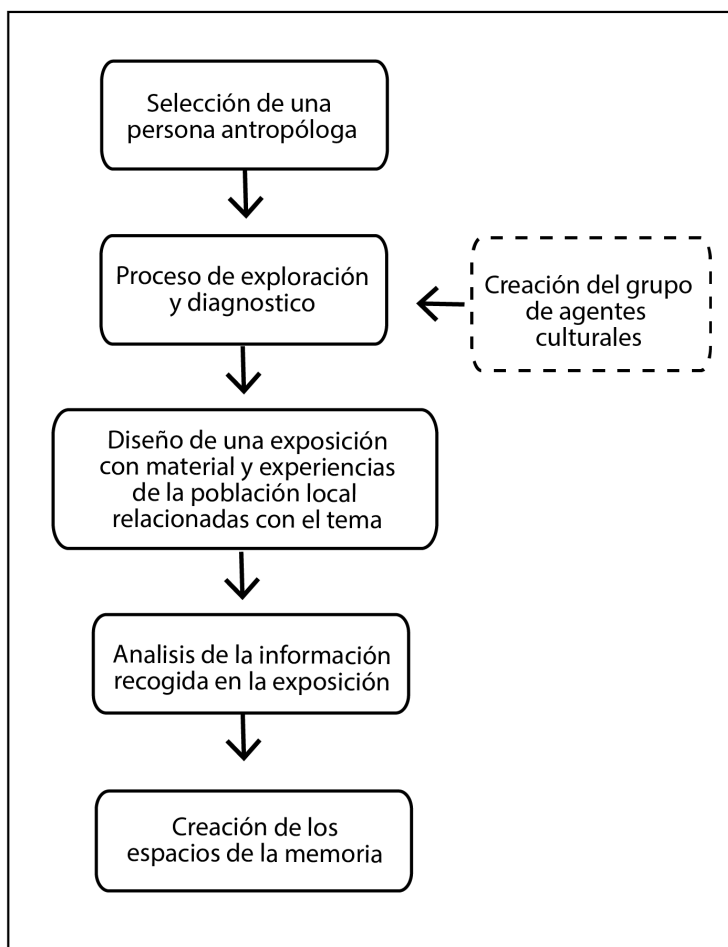 Selección de una
persona antropóloga
Proceso de exploración
y diagnostico
Creación del grupo
de agentes
culturales
Diseño de una exposición
con material y experiencias
de la población local
relacionadas con el tema
Analisis de la información
recogida en la exposición
Creación de los
espacios de la memoria